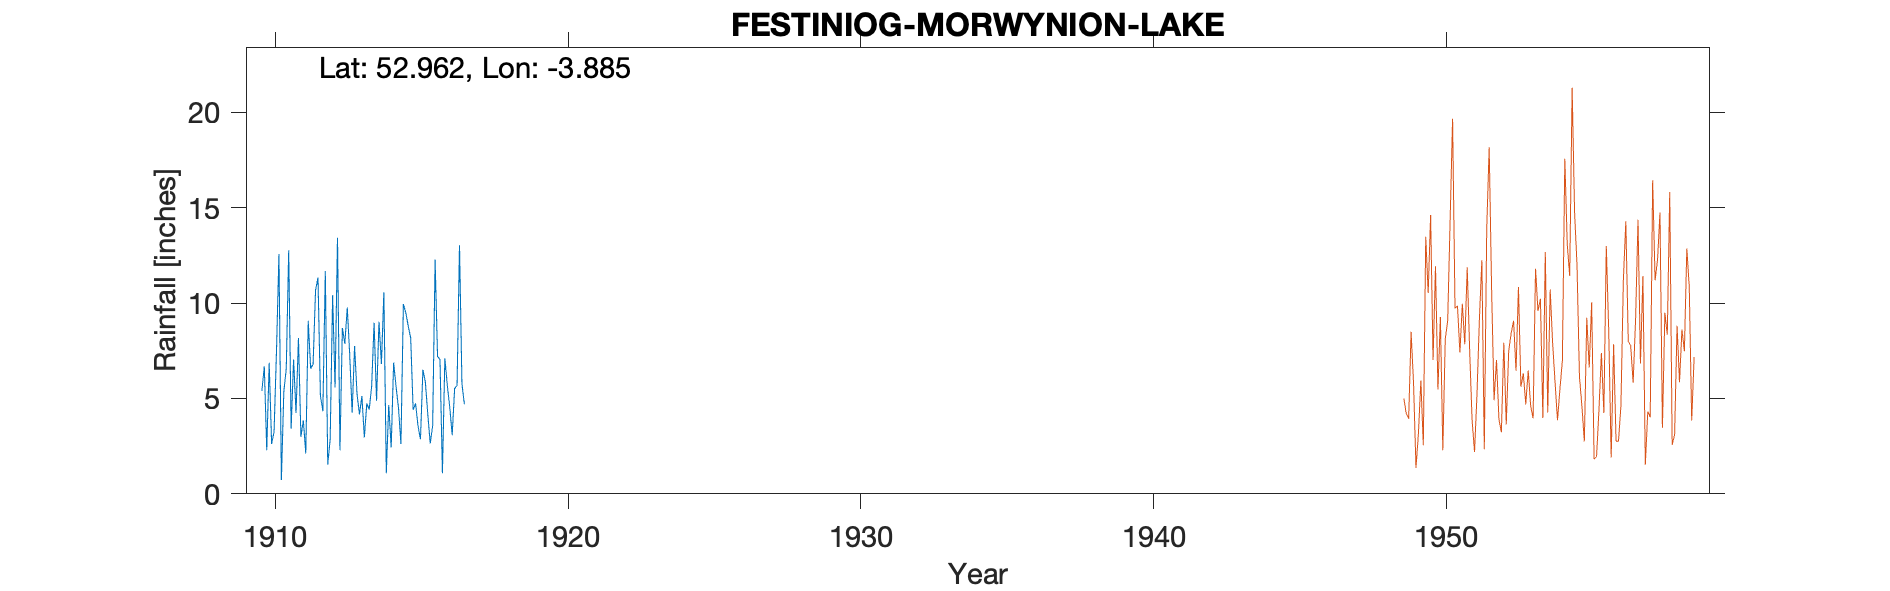 FESTINIOG-MORWYNION-LAKE
Lat: 52.962, Lon: -3.885
20
15
10
5
0
Rainfall [inches]
1910 1920 1930 1940 1950
Year